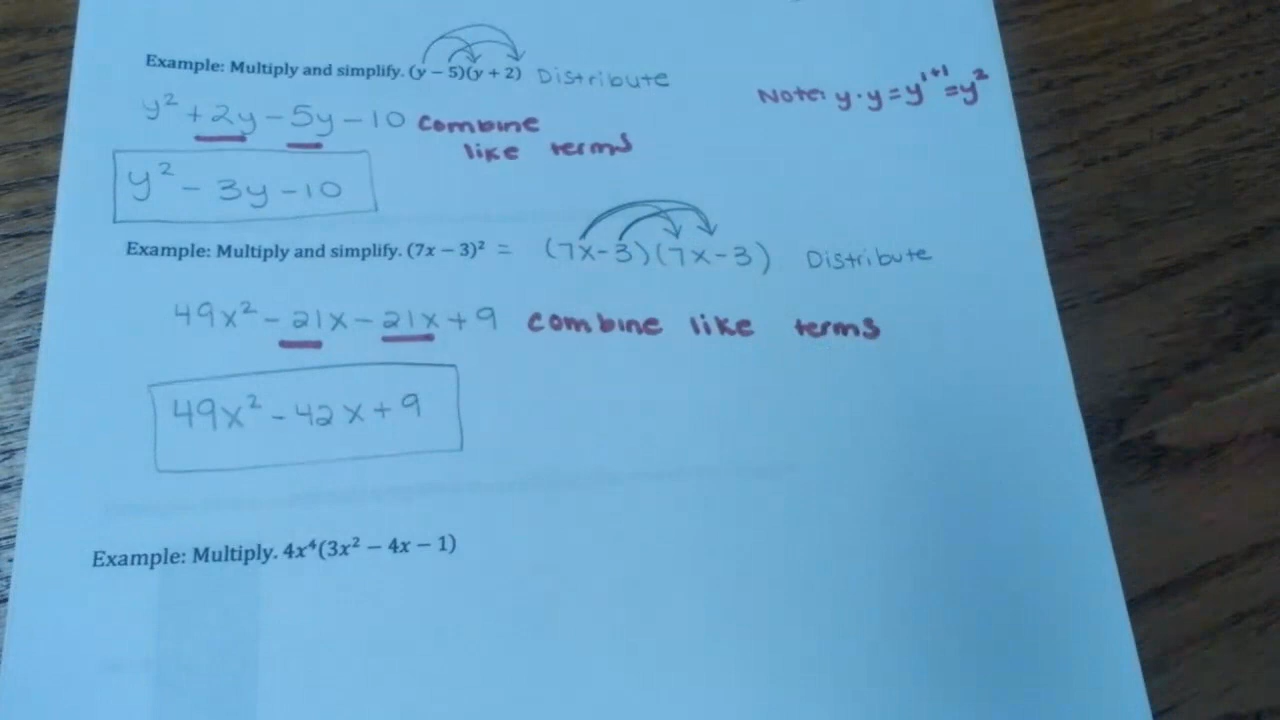 Example: Multiply and simplify. (y − 5)(y + 2) Distribute
Note: y · y = y¹⁺¹ = y²
y² + 2y − 5y − 10 combine
like terms
y² − 3y − 10
Example: Multiply and simplify. (7x − 3)² = (7x − 3)(7x − 3) Distribute
49x² − 21x − 21x + 9 combine like terms
49x² − 42x + 9
Example: Multiply. 4x⁴(3x² − 4x − 1)